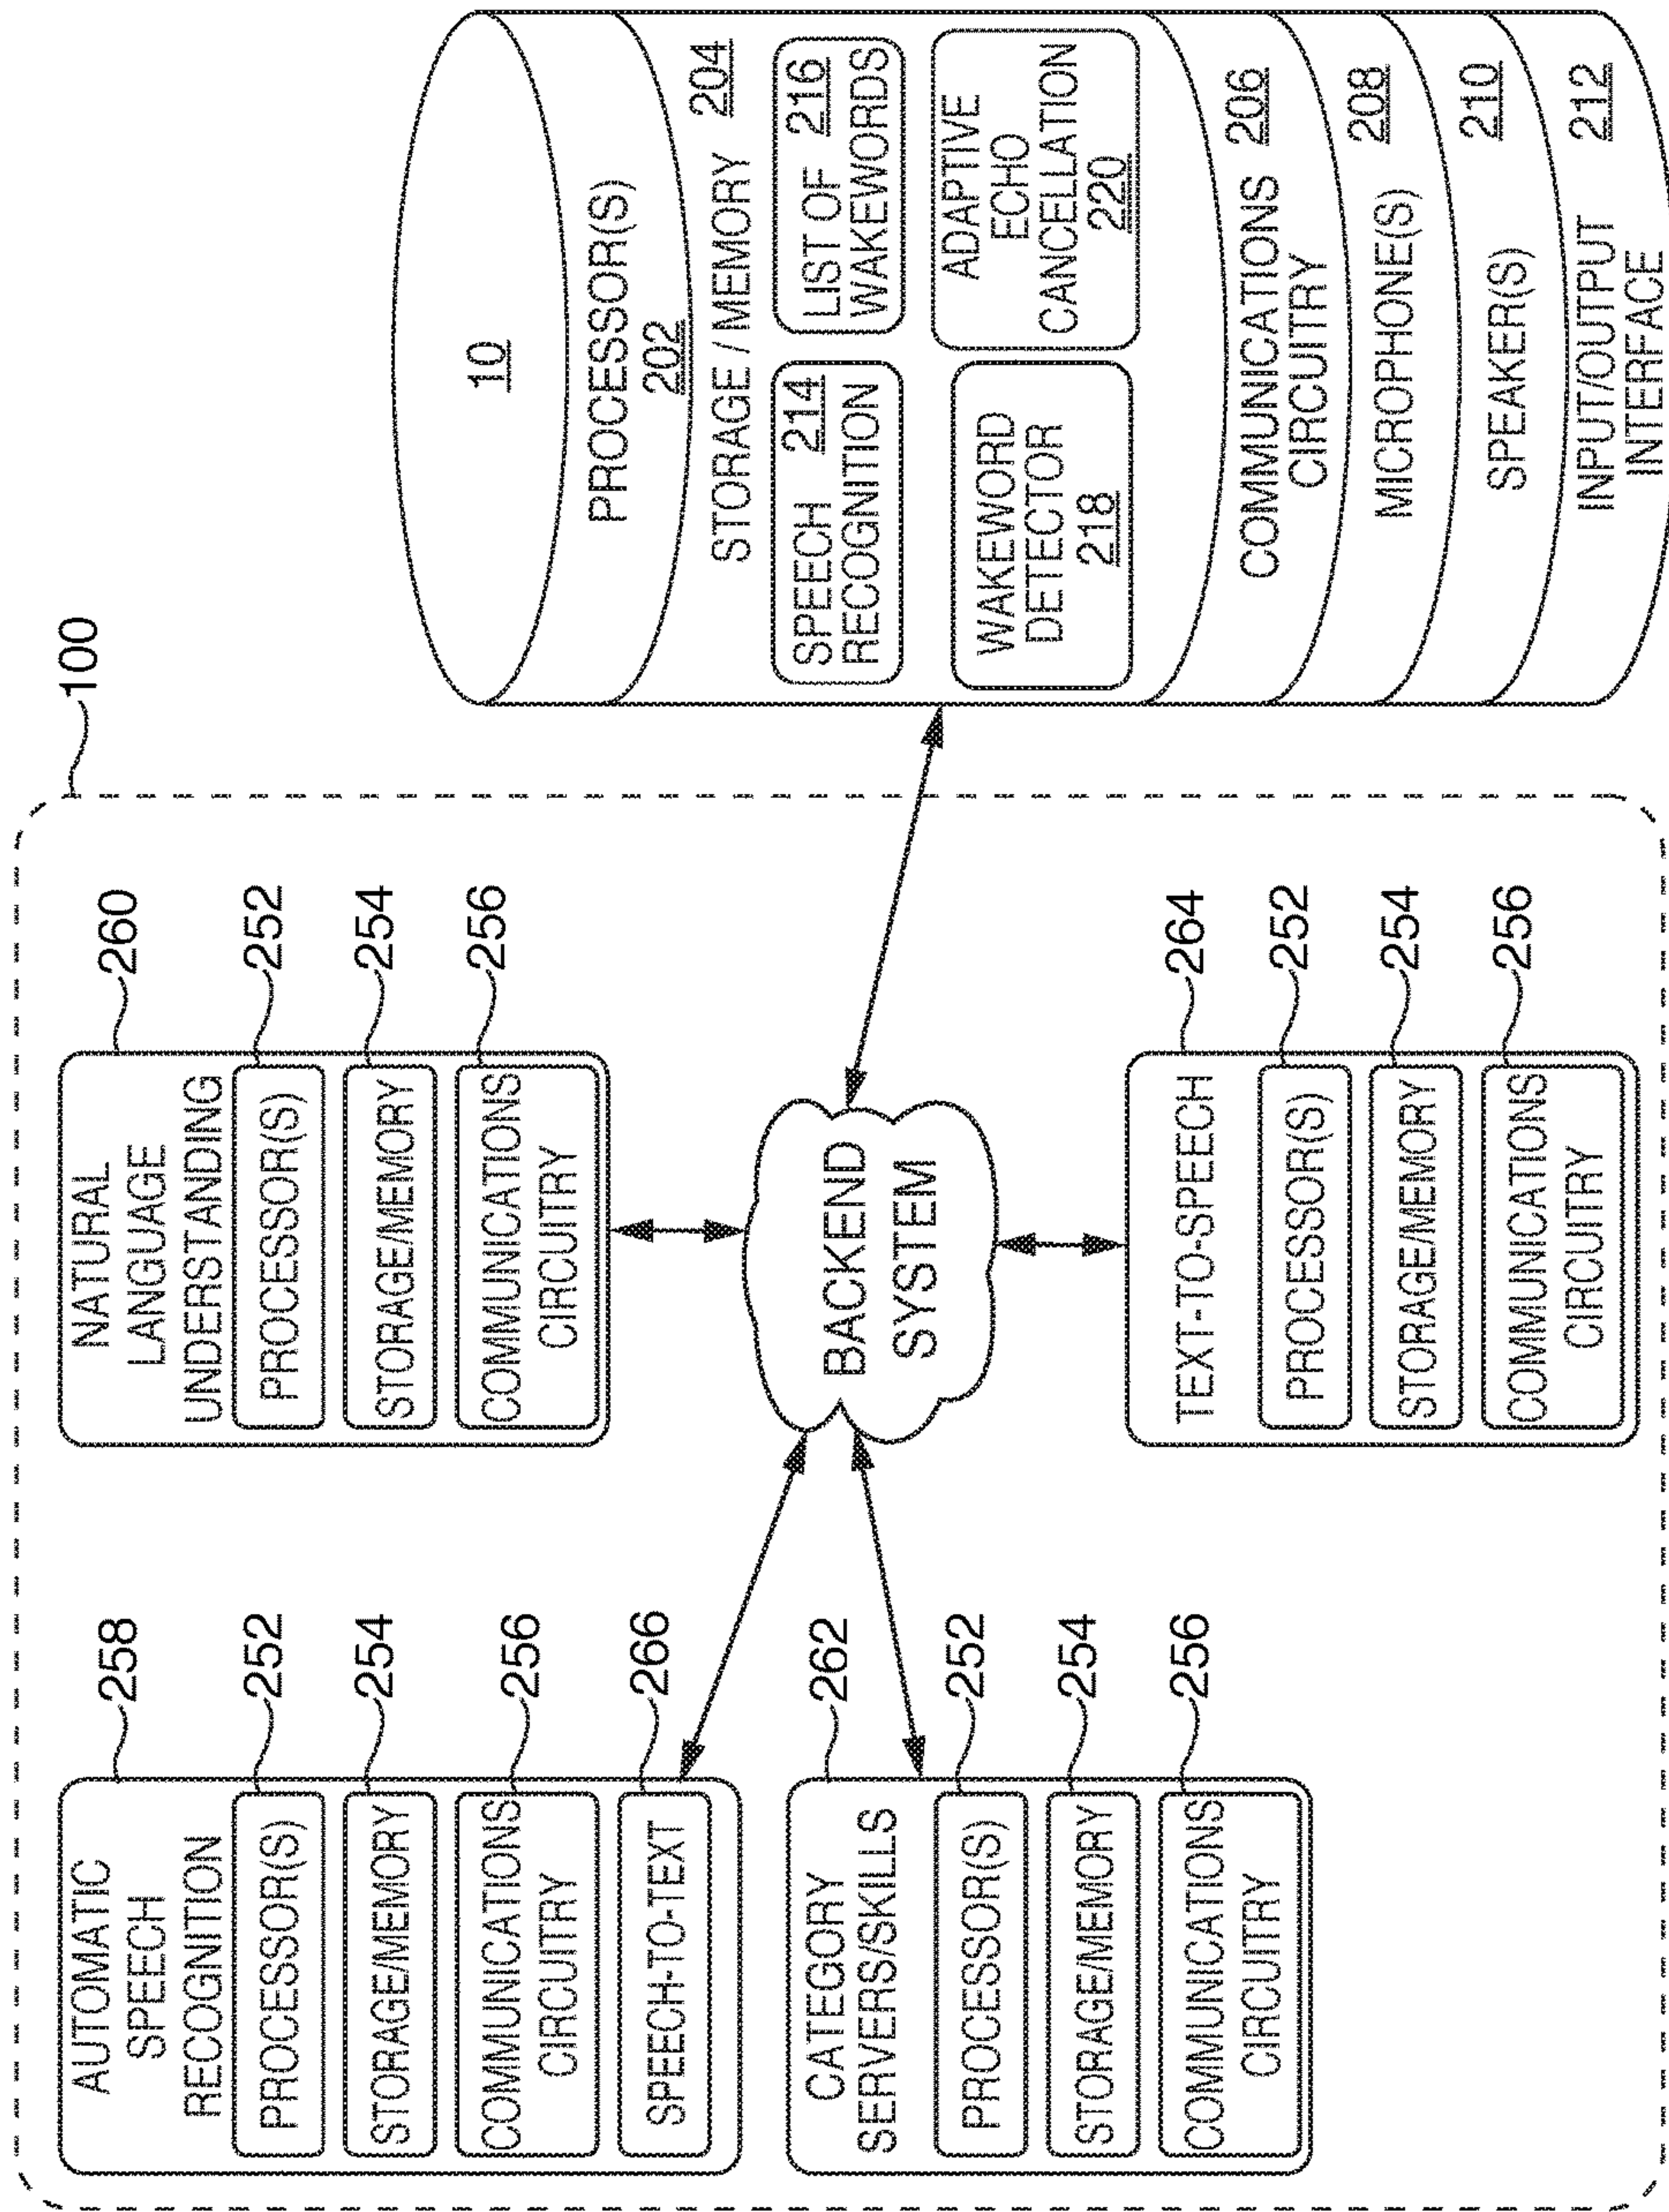 100
AUTOMATIC
SPEECH
RECOGNITION
258
PROCESSOR(S)
252
STORAGE/MEMORY
254
COMMUNICATIONS
CIRCUITRY
256
SPEECH-TO-TEXT
266
NATURAL
LANGUAGE
UNDERSTANDING
260
PROCESSOR(S)
252
STORAGE/MEMORY
254
COMMUNICATIONS
CIRCUITRY
256
BACKEND
SYSTEM
CATEGORY
SERVERS/SKILLS
262
PROCESSOR(S)
252
STORAGE/MEMORY
254
COMMUNICATIONS
CIRCUITRY
256
TEXT-TO-SPEECH
264
PROCESSOR(S)
252
STORAGE/MEMORY
254
COMMUNICATIONS
CIRCUITRY
256
10
PROCESSOR(S)
202
STORAGE / MEMORY 204
SPEECH 214
RECOGNITION
LIST OF 216
WAKEWORDS
WAKEWORD
DETECTOR
218
ADAPTIVE
ECHO
CANCELLATION
220
COMMUNICATIONS 206
CIRCUITRY
MICROPHONE(S) 208
SPEAKER(S) 210
INPUT/OUTPUT 212
INTERFACE